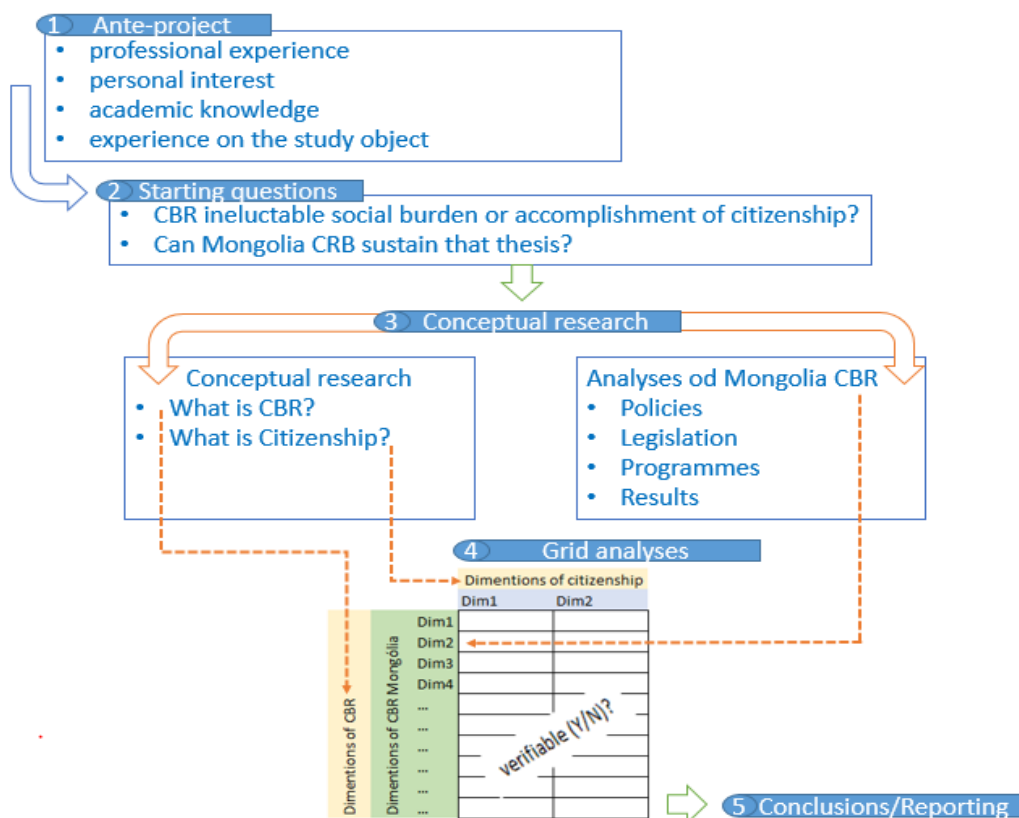 1 Ante-project
• professional experience
• personal interest
• academic knowledge
• experience on the study object
2 Starting questions
• CBR ineluctable social burden or accomplishment of citizenship?
• Can Mongolia CRB sustain that thesis?
3 Conceptual research
Conceptual research
• What is CBR?
• What is Citizenship?
Analyses od Mongolia CBR
• Policies
• Legislation
• Programmes
• Results
4 Grid analyses
Dimentions of citizenship
Dim1 Dim2
Dimentions of CBR
Dimentions of CBR Mongólia
Dim1
Dim2
Dim3
Dim4
...
...
...
...
...
...
verifiable (Y/N)?
5 Conclusions/Reporting